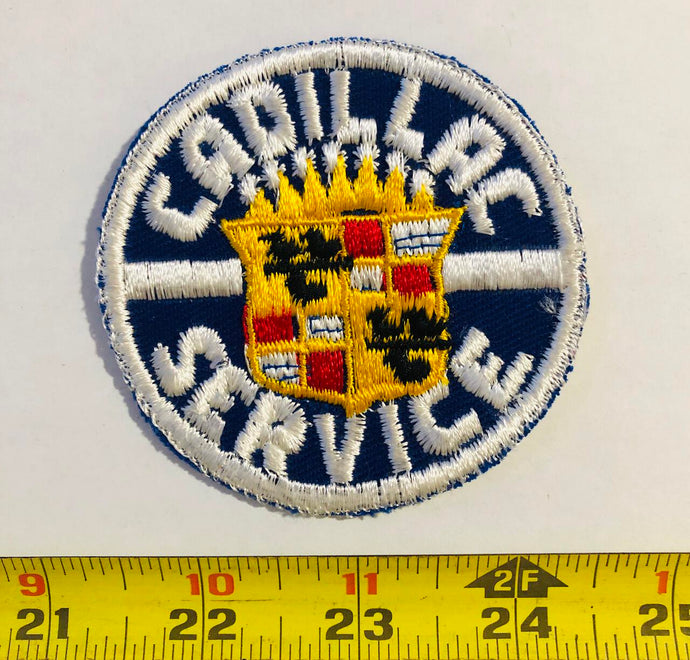 CADILLAC
SERVICE
9 10 11 2F 1
21 22 23 24 25